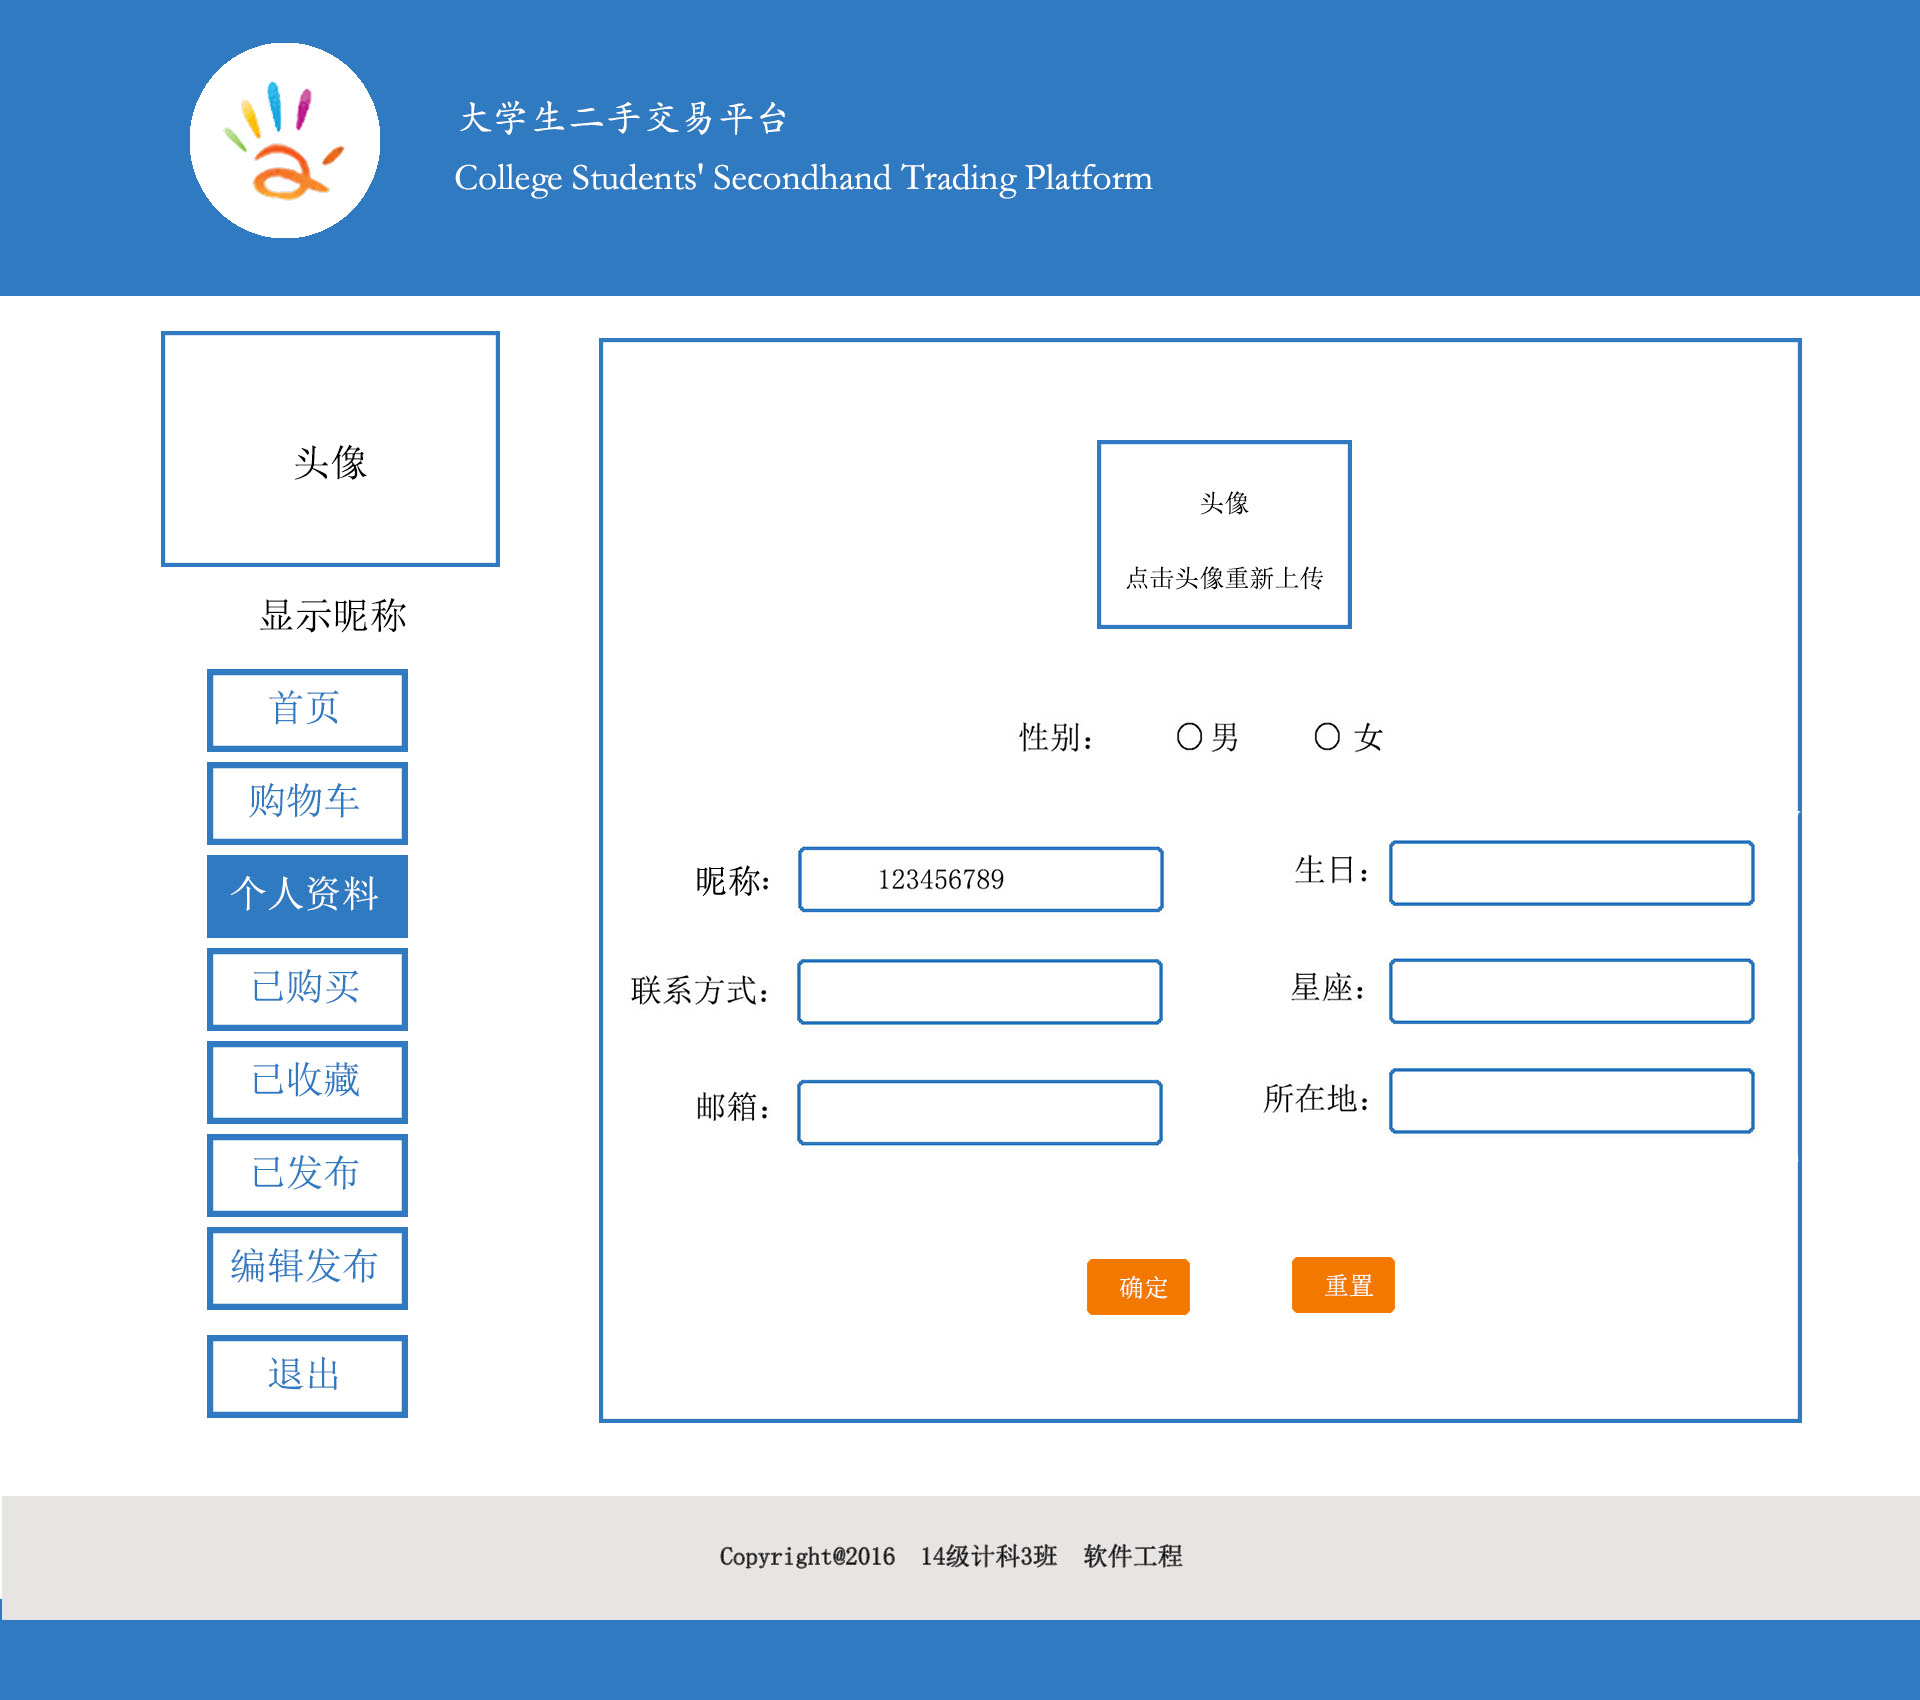 大学生二手交易平台
College Students' Secondhand Trading Platform
头像
显示昵称
首页
购物车
个人资料
已购买
已收藏
已发布
编辑发布
退出
头像
点击头像重新上传
性别： 男 女
昵称： 123456789
生日：
联系方式：
星座：
邮箱：
所在地：
确定 重置
Copyright@2016 14级计科3班 软件工程